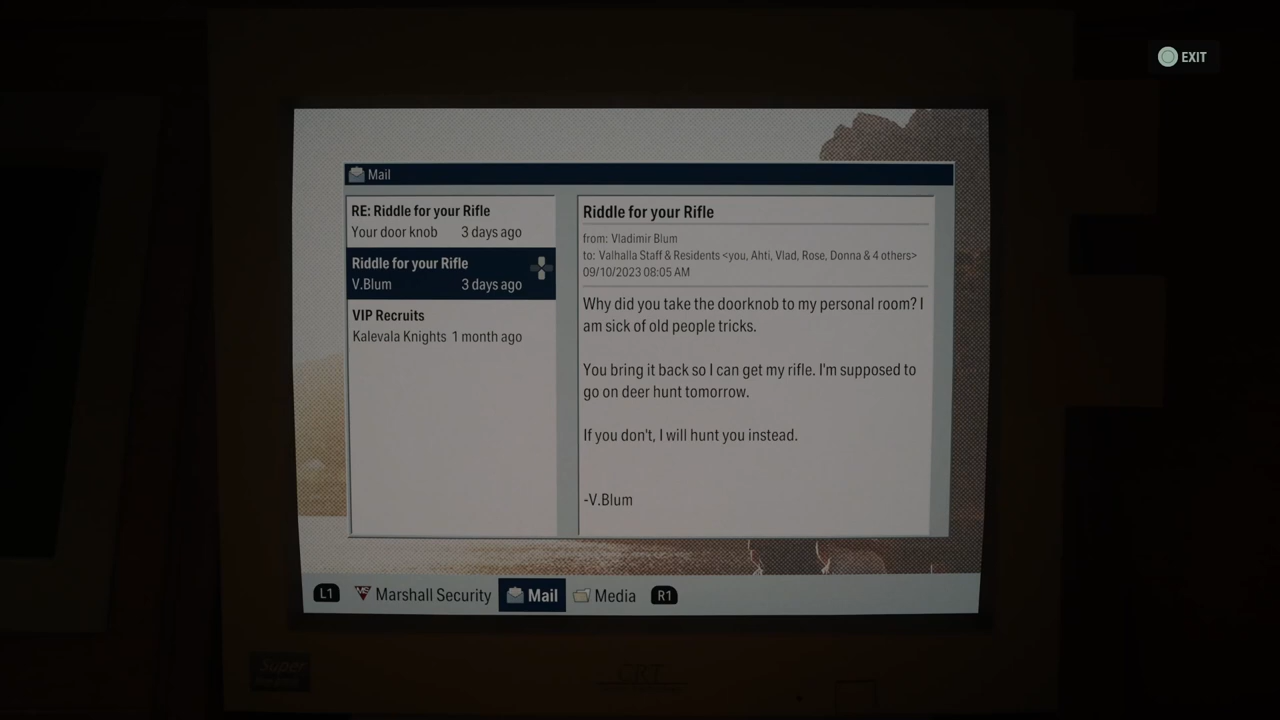 EXIT
Mail
RE: Riddle for your Rifle
Your door knob 3 days ago
Riddle for your Rifle
V.Blum 3 days ago
VIP Recruits
Kalevala Knights 1 month ago
Riddle for your Rifle
from: Vladimir Blum
to: Valhalla Staff & Residents <you, Ahti, Vlad, Rose, Donna & 4 others>
09/10/2023 08:05 AM
Why did you take the doorknob to my personal room? I
am sick of old people tricks.
You bring it back so I can get my rifle. I'm supposed to
go on deer hunt tomorrow.
If you don't, I will hunt you instead.
-V.Blum
L1 MS Marshall Security Mail Media R1
Super
CRT